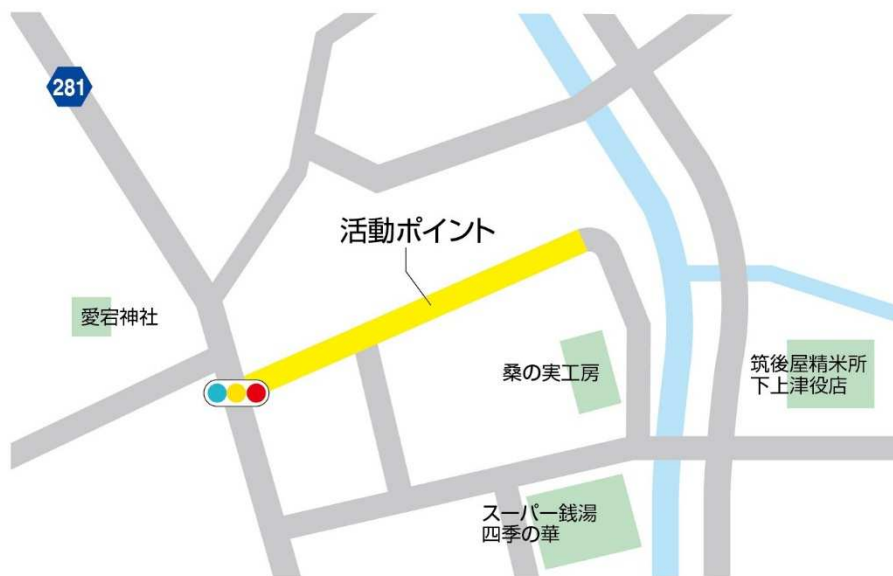 281
活動ポイント
愛宕神社
桑の実工房
筑後屋精米所
下上津役店
スーパー銭湯
四季の華